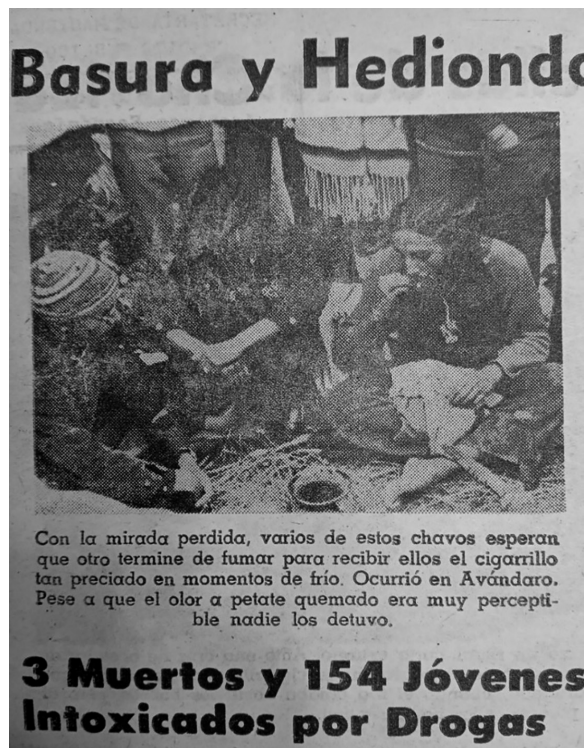 Basura y Hediondo
Con la mirada perdida, varios de estos chavos esperan
que otro termine de fumar para recibir ellos el cigarrillo
tan preciado en momentos de frío. Ocurrió en Avándaro.
Pese a que el olor a petate quemado era muy percepti-
ble nadie los detuvo.
3 Muertos y 154 Jóvenes
Intoxicados por Drogas